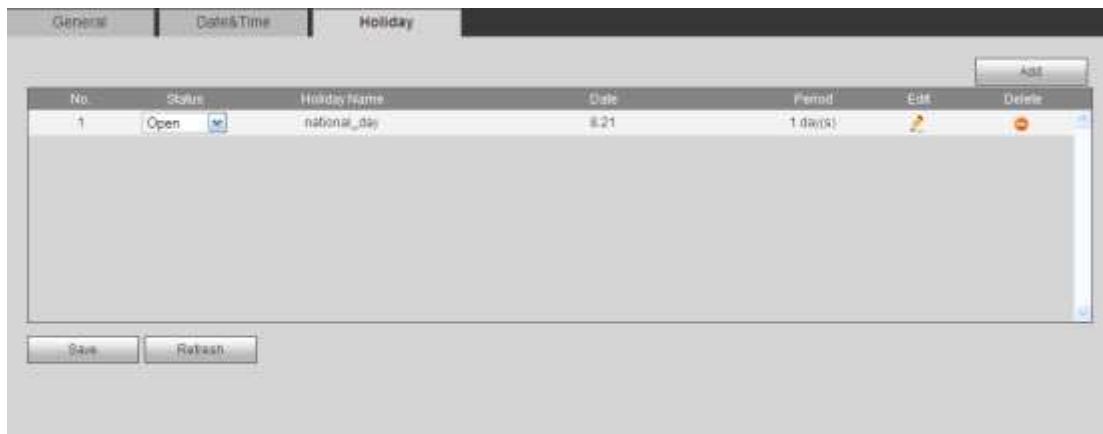 General Date&Time Holiday
Add
No. Status Holiday Name Date Period Edit Delete
1 Open national_day 8.21 1 day(s)
Save Refresh